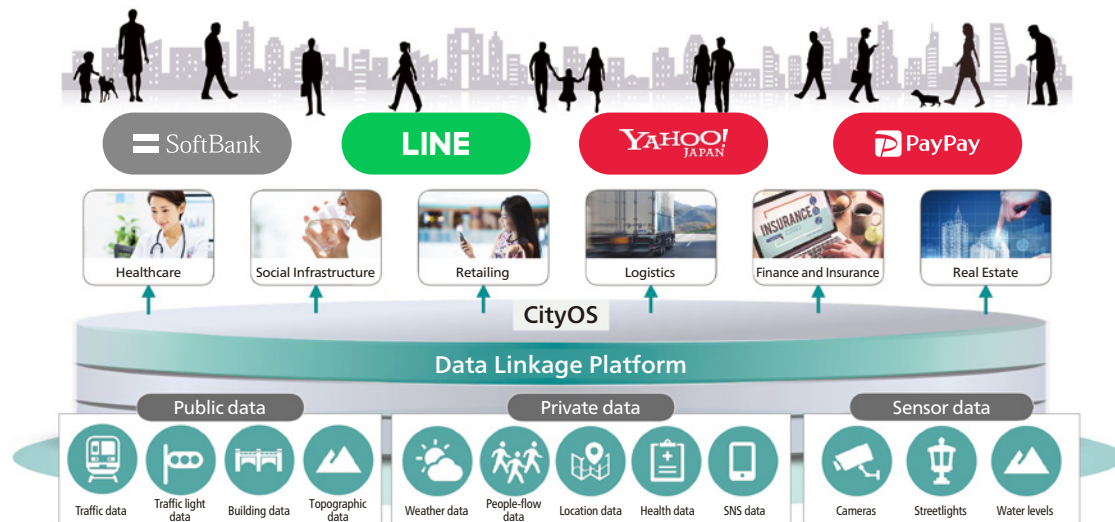 SoftBank
LINE
YAHOO!
JAPAN
PayPay
INSURANCE
Healthcare
Social Infrastructure
Retailing
Logistics
Finance and Insurance
Real Estate
CityOS
Data Linkage Platform
Public data
Private data
Sensor data
Traffic data
Traffic light
data
Building data
Topographic
data
Weather data
People-flow
data
Location data
Health data
SNS data
Cameras
Streetlights
Water levels